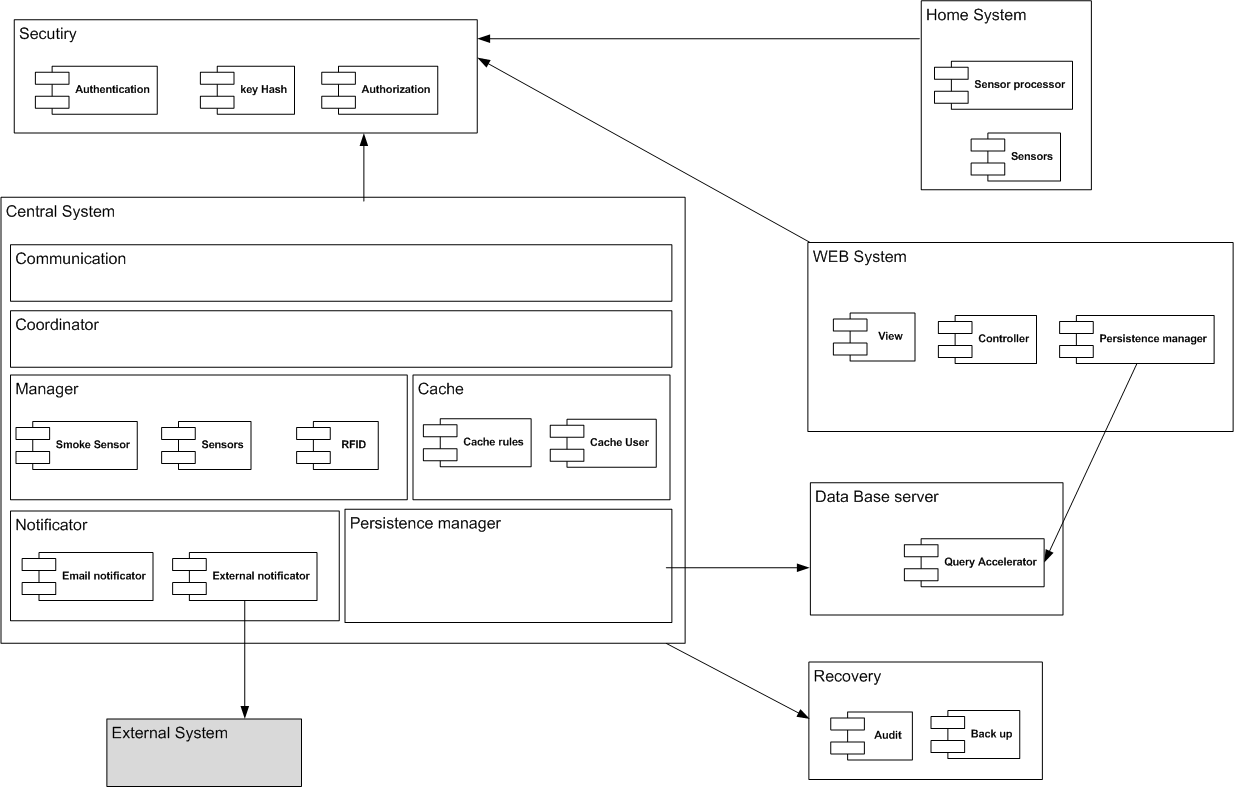 Secutiry
Authentication
key Hash
Authorization
Home System
Sensor processor
Sensors
Central System
Communication
Coordinator
Manager
Smoke Sensor
Sensors
RFID
Cache
Cache rules
Cache User
Notificator
Email notificator
External notificator
Persistence manager
WEB System
View
Controller
Persistence manager
Data Base server
Query Accelerator
Recovery
Audit
Back up
External System